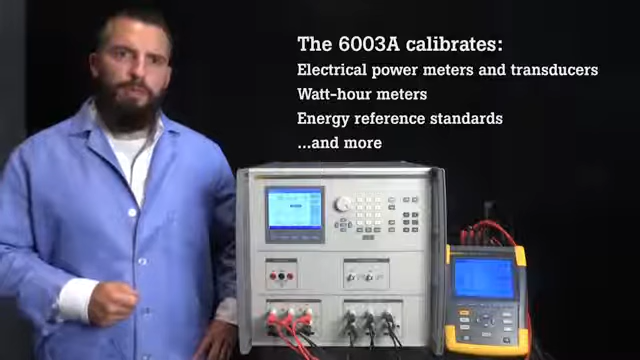 The 6003A calibrates:
Electrical power meters and transducers
Watt-hour meters
Energy reference standards
...and more